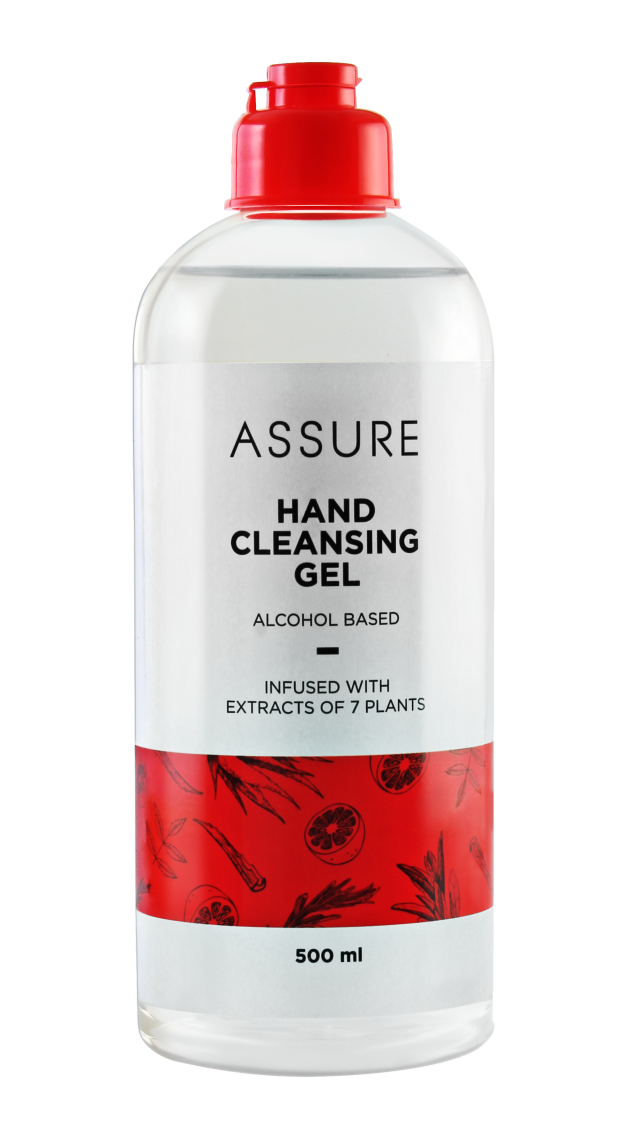 ASSURE
HAND
CLEANSING
GEL
ALCOHOL BASED
INFUSED WITH
EXTRACTS OF 7 PLANTS
500 ml